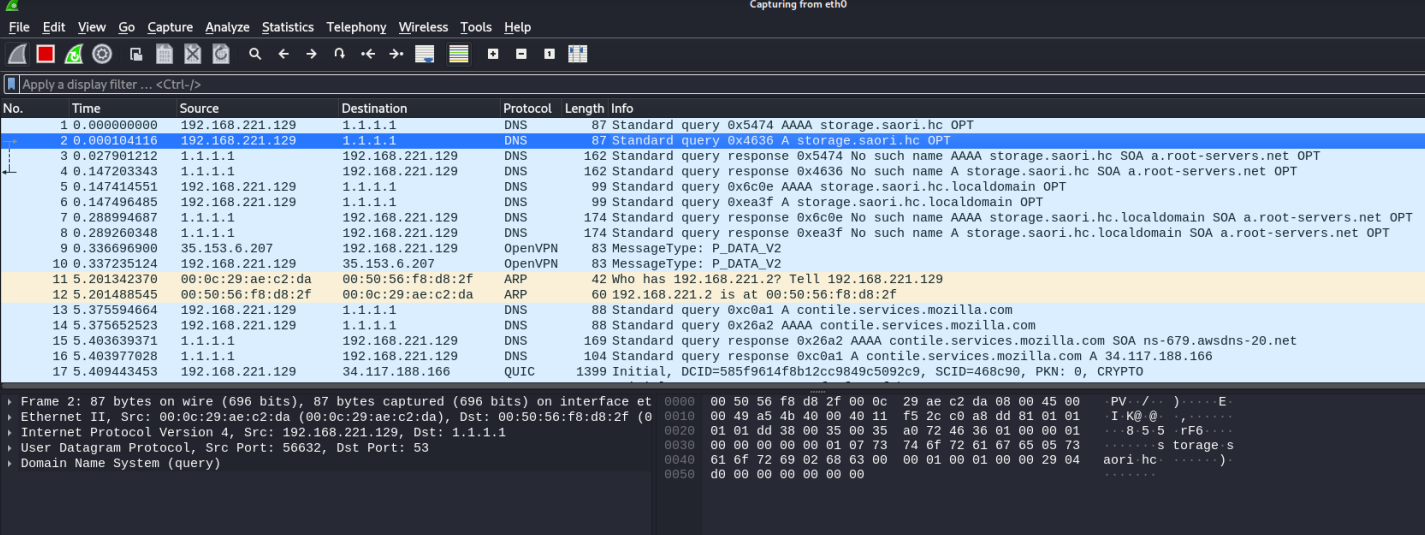 Capturing from eth0
File Edit View Go Capture Analyze Statistics Telephony Wireless Tools Help
Apply a display filter … <Ctrl-/>
No. Time Source Destination Protocol Length Info
1 0.000000000 192.168.221.129 1.1.1.1 DNS 87 Standard query 0x5474 AAAA storage.saori.hc OPT
2 0.000104116 192.168.221.129 1.1.1.1 DNS 87 Standard query 0x4636 A storage.saori.hc OPT
3 0.027901212 1.1.1.1 192.168.221.129 DNS 162 Standard query response 0x5474 No such name AAAA storage.saori.hc SOA a.root-servers.net OPT
4 0.147203343 1.1.1.1 192.168.221.129 DNS 162 Standard query response 0x4636 No such name A storage.saori.hc SOA a.root-servers.net OPT
5 0.147414551 192.168.221.129 1.1.1.1 DNS 99 Standard query 0x6c0e AAAA storage.saori.hc.localdomain OPT
6 0.147496485 192.168.221.129 1.1.1.1 DNS 99 Standard query 0xea3f A storage.saori.hc.localdomain OPT
7 0.288994687 1.1.1.1 192.168.221.129 DNS 174 Standard query response 0x6c0e No such name AAAA storage.saori.hc.localdomain SOA a.root-servers.net OPT
8 0.289260348 1.1.1.1 192.168.221.129 DNS 174 Standard query response 0xea3f No such name A storage.saori.hc.localdomain SOA a.root-servers.net OPT
9 0.336696900 35.153.6.207 192.168.221.129 OpenVPN 83 MessageType: P_DATA_V2
10 0.337235124 192.168.221.129 35.153.6.207 OpenVPN 83 MessageType: P_DATA_V2
11 5.201342370 00:0c:29:ae:c2:da 00:50:56:f8:d8:2f ARP 42 Who has 192.168.221.2? Tell 192.168.221.129
12 5.201488545 00:50:56:f8:d8:2f 00:0c:29:ae:c2:da ARP 60 192.168.221.2 is at 00:50:56:f8:d8:2f
13 5.375594664 192.168.221.129 1.1.1.1 DNS 88 Standard query 0xc0a1 A contile.services.mozilla.com
14 5.375652523 192.168.221.129 1.1.1.1 DNS 88 Standard query 0x26a2 AAAA contile.services.mozilla.com
15 5.403639371 1.1.1.1 192.168.221.129 DNS 169 Standard query response 0x26a2 AAAA contile.services.mozilla.com SOA ns-679.awsdns-20.net
16 5.403977028 1.1.1.1 192.168.221.129 DNS 104 Standard query response 0xc0a1 A contile.services.mozilla.com A 34.117.188.166
17 5.409443453 192.168.221.129 34.117.188.166 QUIC 1399 Initial, DCID=585f9614f8b12cc9849c5092c9, SCID=468c90, PKN: 0, CRYPTO
Frame 2: 87 bytes on wire (696 bits), 87 bytes captured (696 bits) on interface et
Ethernet II, Src: 00:0c:29:ae:c2:da (00:0c:29:ae:c2:da), Dst: 00:50:56:f8:d8:2f (0
Internet Protocol Version 4, Src: 192.168.221.129, Dst: 1.1.1.1
User Datagram Protocol, Src Port: 56632, Dst Port: 53
Domain Name System (query)
0000 00 50 56 f8 d8 2f 00 0c 29 ae c2 da 08 00 45 00 ·PV··/·· )·····E·
0010 00 49 a5 4b 40 00 40 11 f5 2c c0 a8 dd 81 01 01 ·I·K@·@· ·,······
0020 01 01 dd 38 00 35 00 35 a0 72 46 36 01 00 00 01 ···8·5·5 ·rF6····
0030 00 00 00 00 00 01 07 73 74 6f 72 61 67 65 05 73 ·······s torage·s
0040 61 6f 72 69 02 68 63 00 00 01 00 01 00 00 29 04 aori·hc· ······)·
0050 d0 00 00 00 00 00 00 ·······